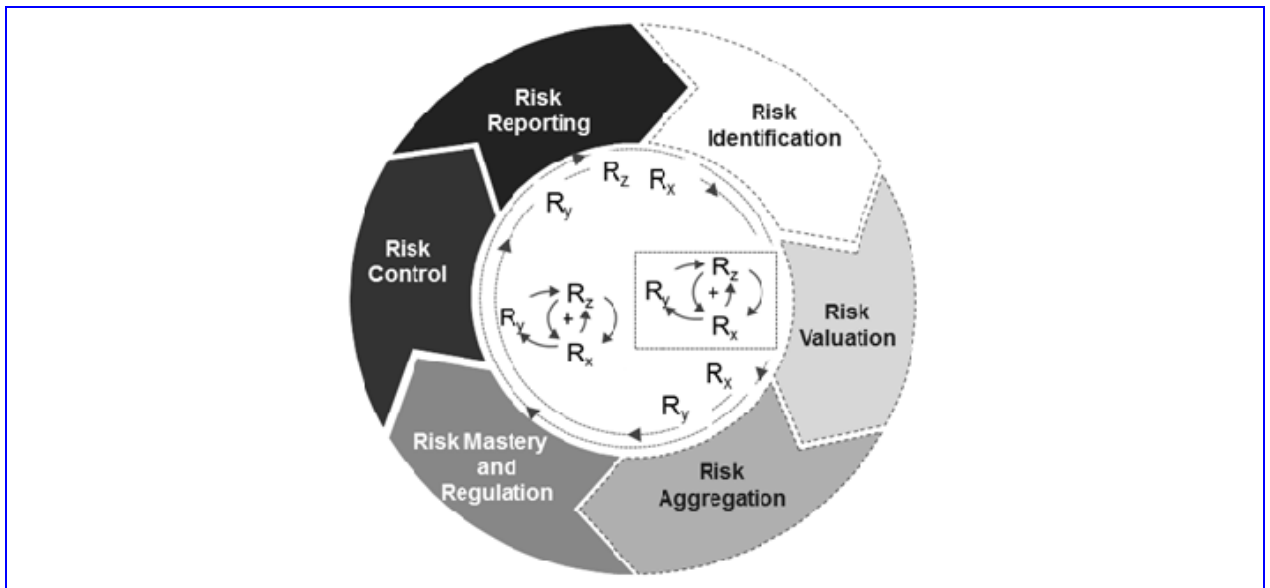 Risk
Reporting
Risk
Identification
Risk
Control
Risk
Valuation
Risk Mastery
and
Regulation
Risk
Aggregation
Rz Rx
Ry
Rz
Ry +
Rx
Rz
Ry +
Rx
Rx
Ry